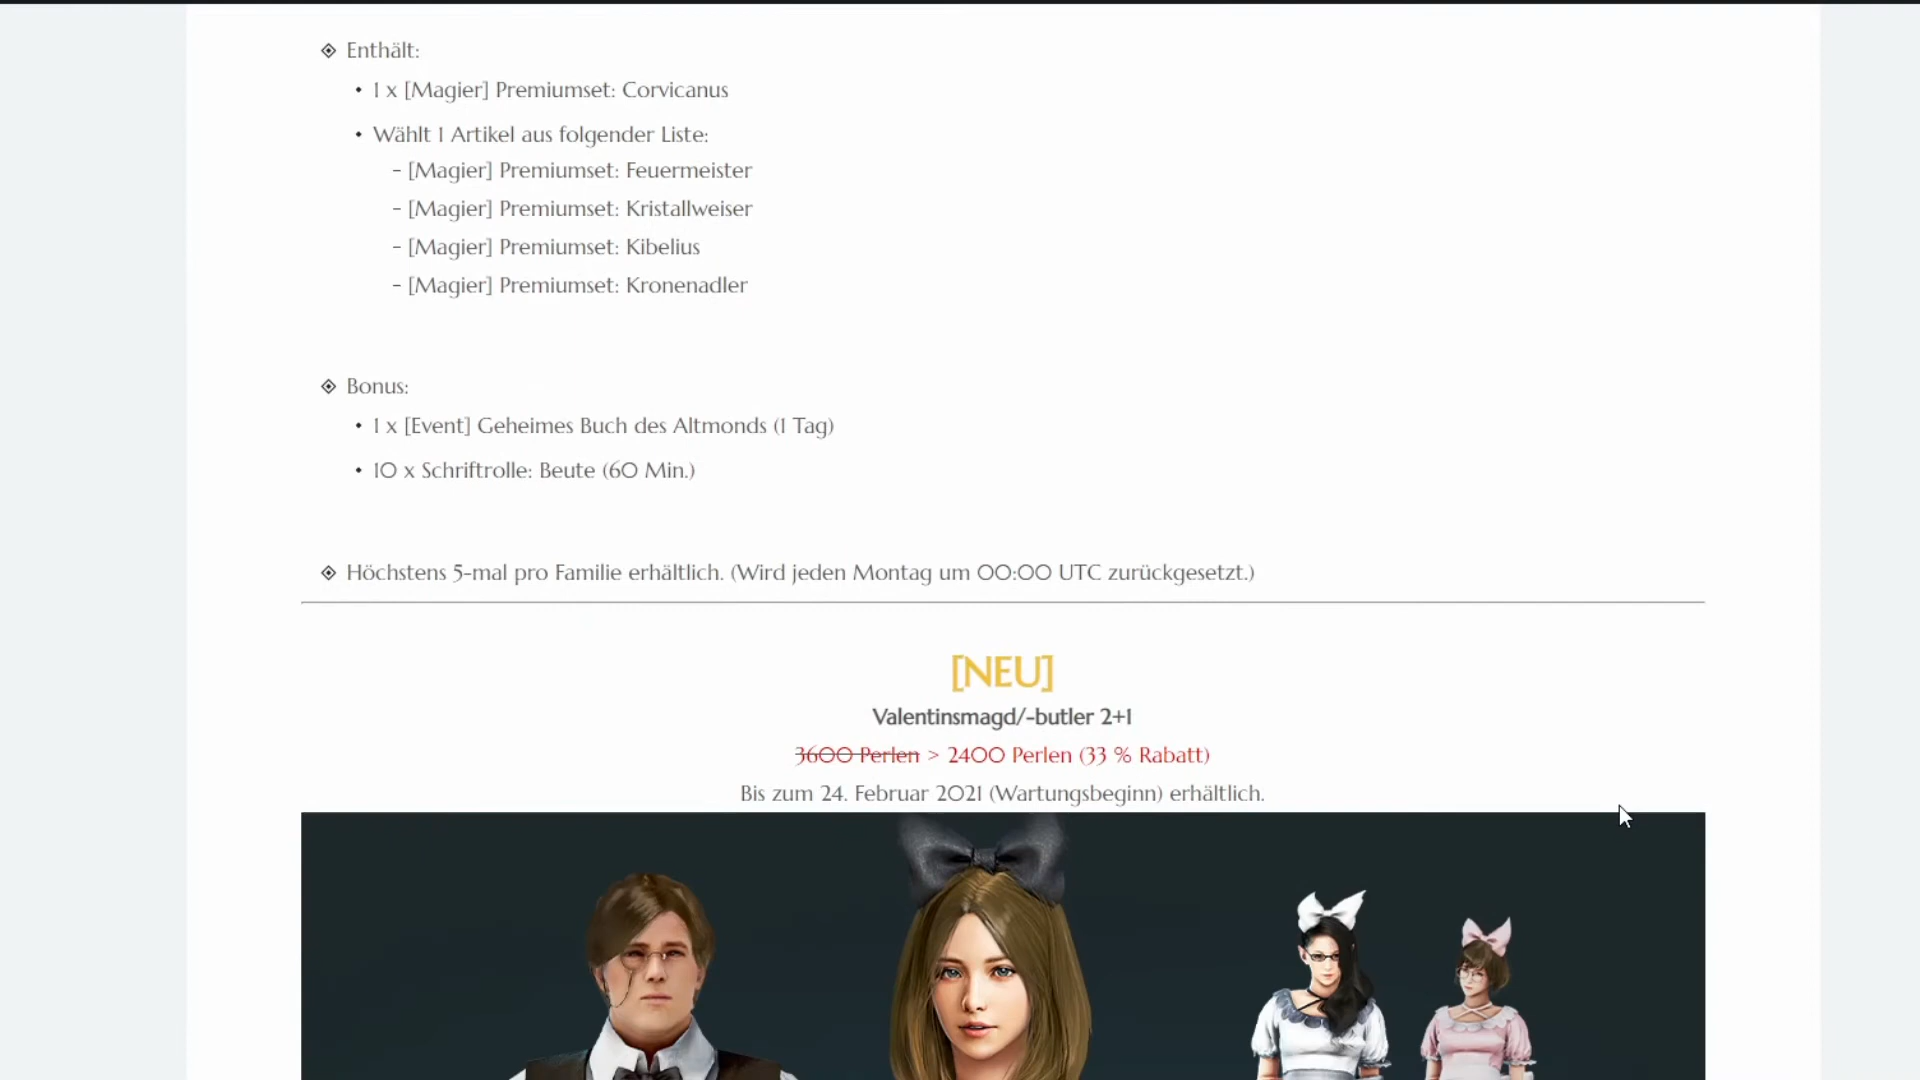 Enthält:
• 1 x [Magier] Premiumset: Corvicanus
• Wählt 1 Artikel aus folgender Liste:
- [Magier] Premiumset: Feuermeister
- [Magier] Premiumset: Kristallweiser
- [Magier] Premiumset: Kibelius
- [Magier] Premiumset: Kronenadler
Bonus:
• 1 x [Event] Geheimes Buch des Altmonds (1 Tag)
• 10 x Schriftrolle: Beute (60 Min.)
Höchstens 5-mal pro Familie erhältlich. (Wird jeden Montag um 00:00 UTC zurückgesetzt.)
[NEU]
Valentinsmagd/-butler 2+1
3600 Perlen > 2400 Perlen (33 % Rabatt)
Bis zum 24. Februar 2021 (Wartungsbeginn) erhältlich.